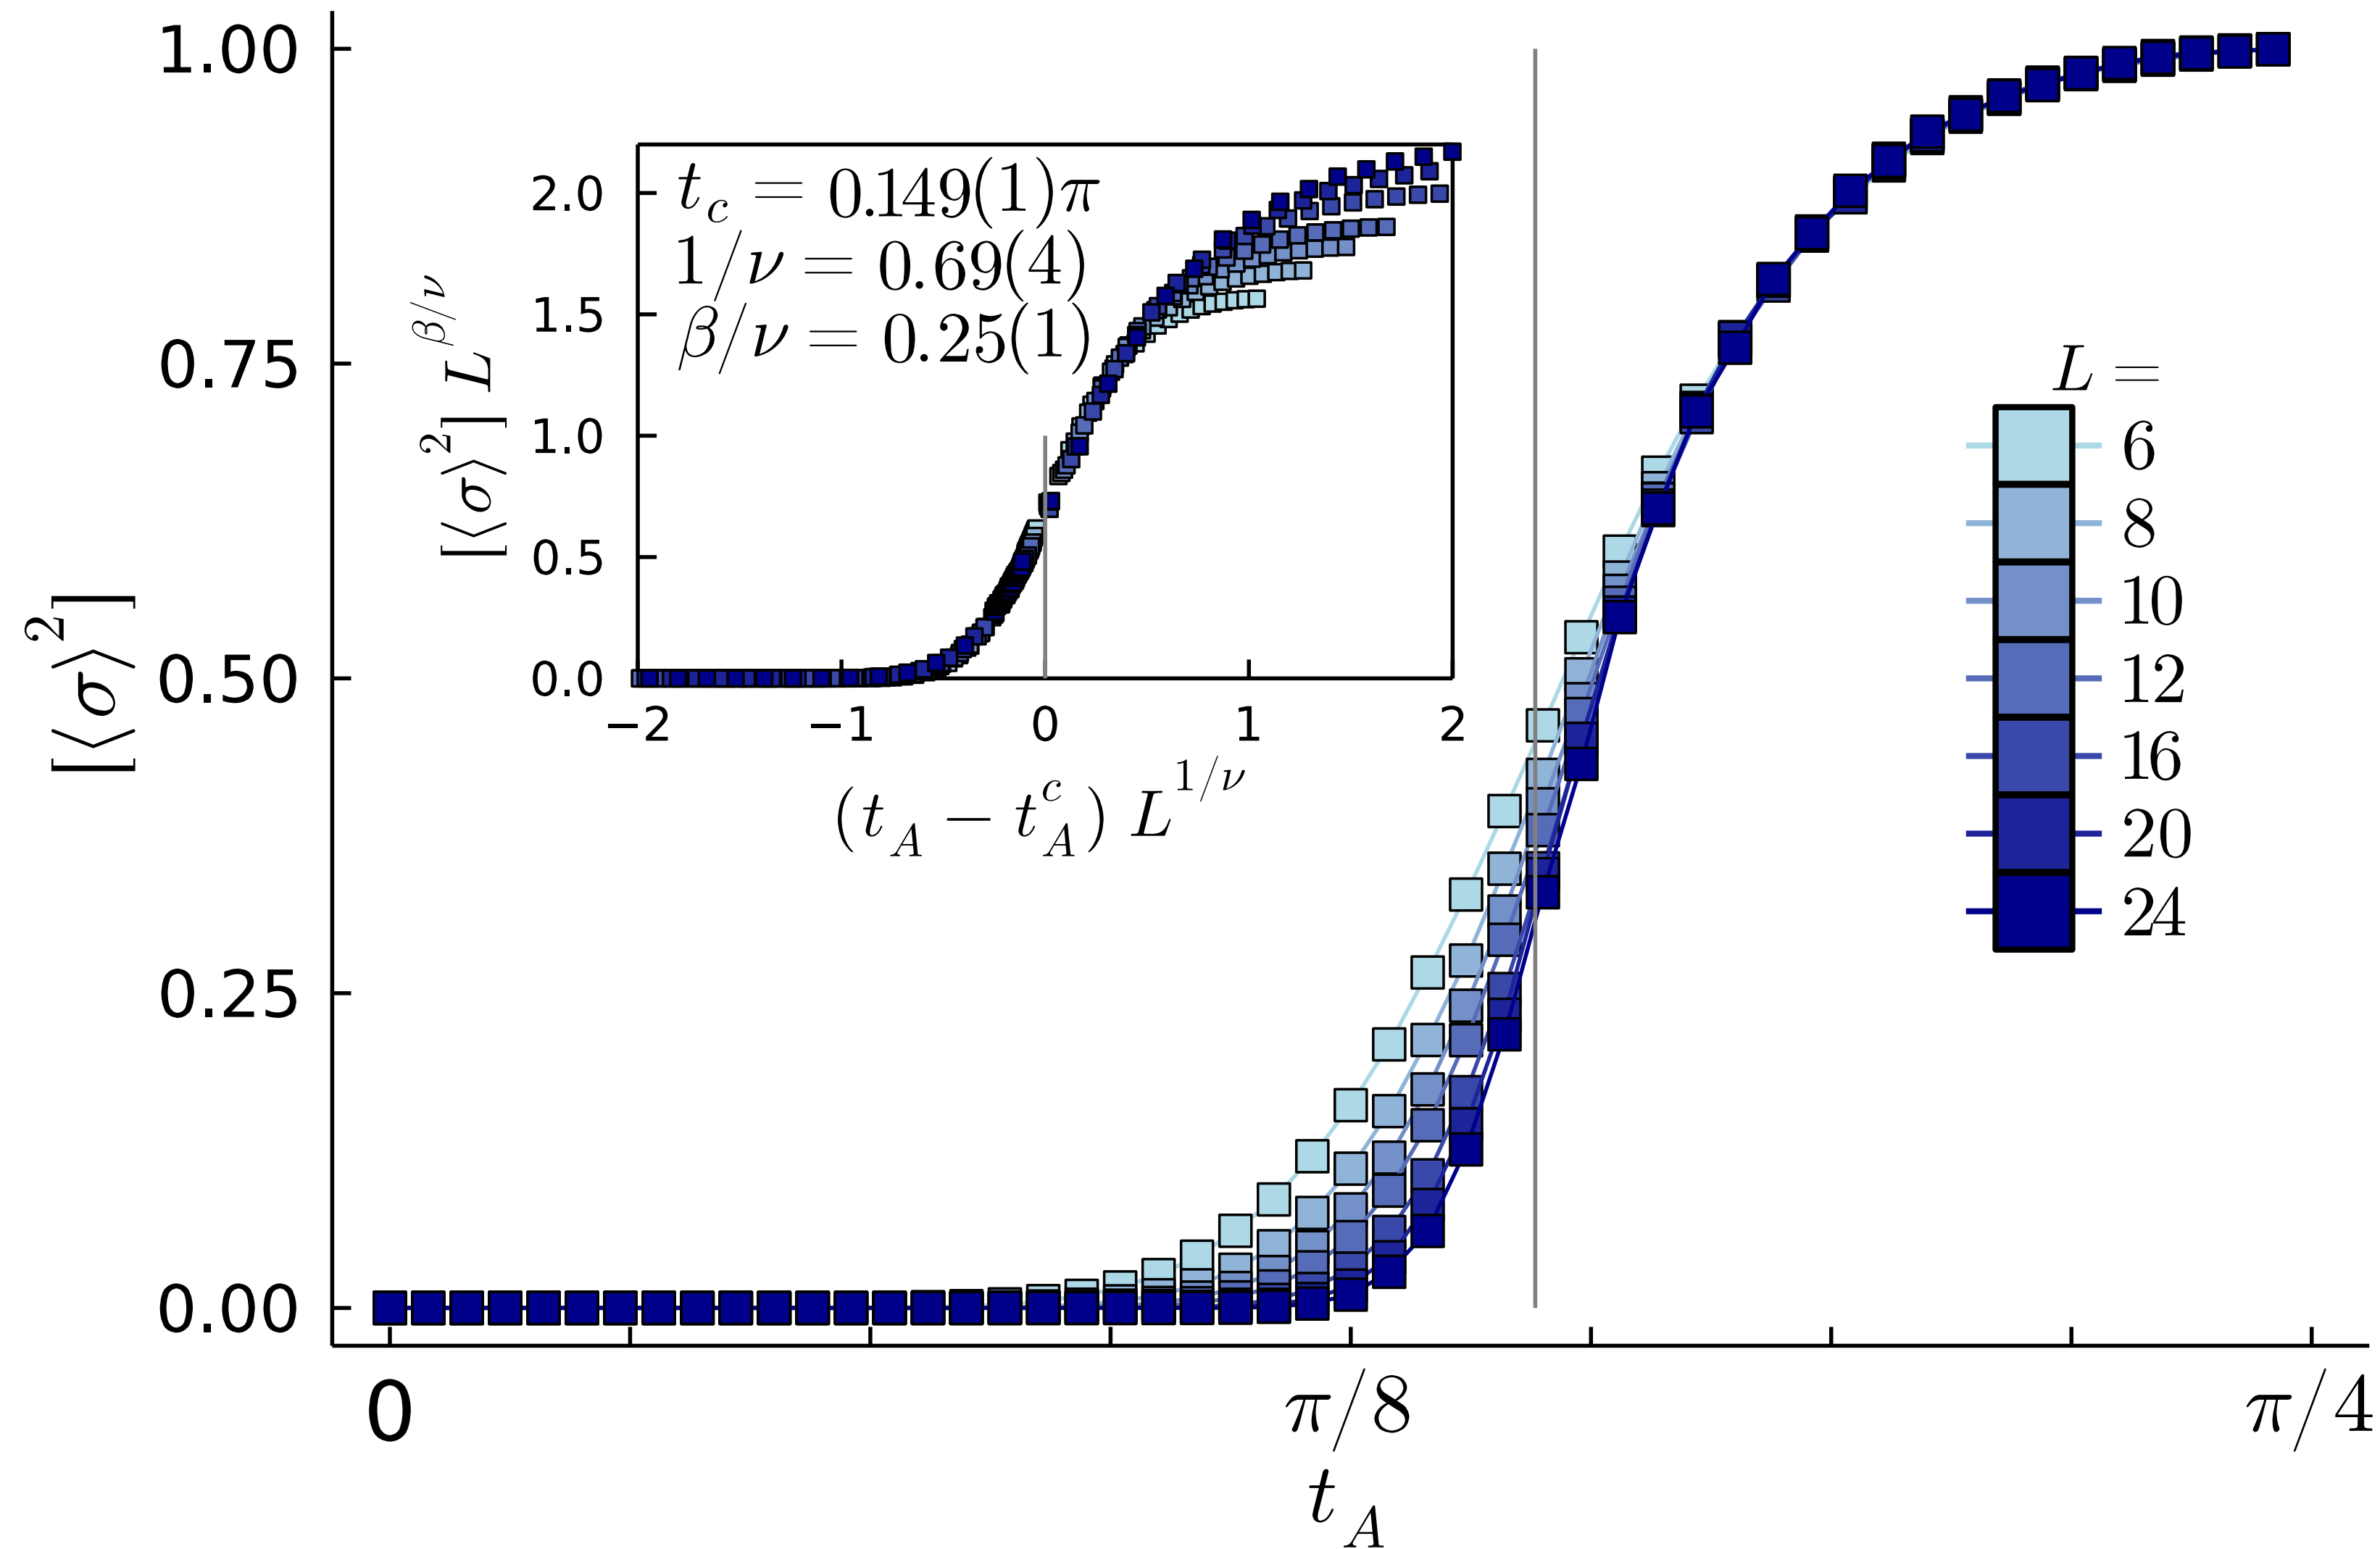 [⟨σ⟩²]
1.00
0.75
0.50
0.25
0.00
0
π/8
π/4
t_A
[⟨σ⟩²] L^{β/ν}
2.0
1.5
1.0
0.5
0.0
t_c = 0.149(1)π
1/ν = 0.69(4)
β/ν = 0.25(1)
−2
−1
0
1
2
(t_A − t_A^c) L^{1/ν}
L =
6
8
10
12
16
20
24